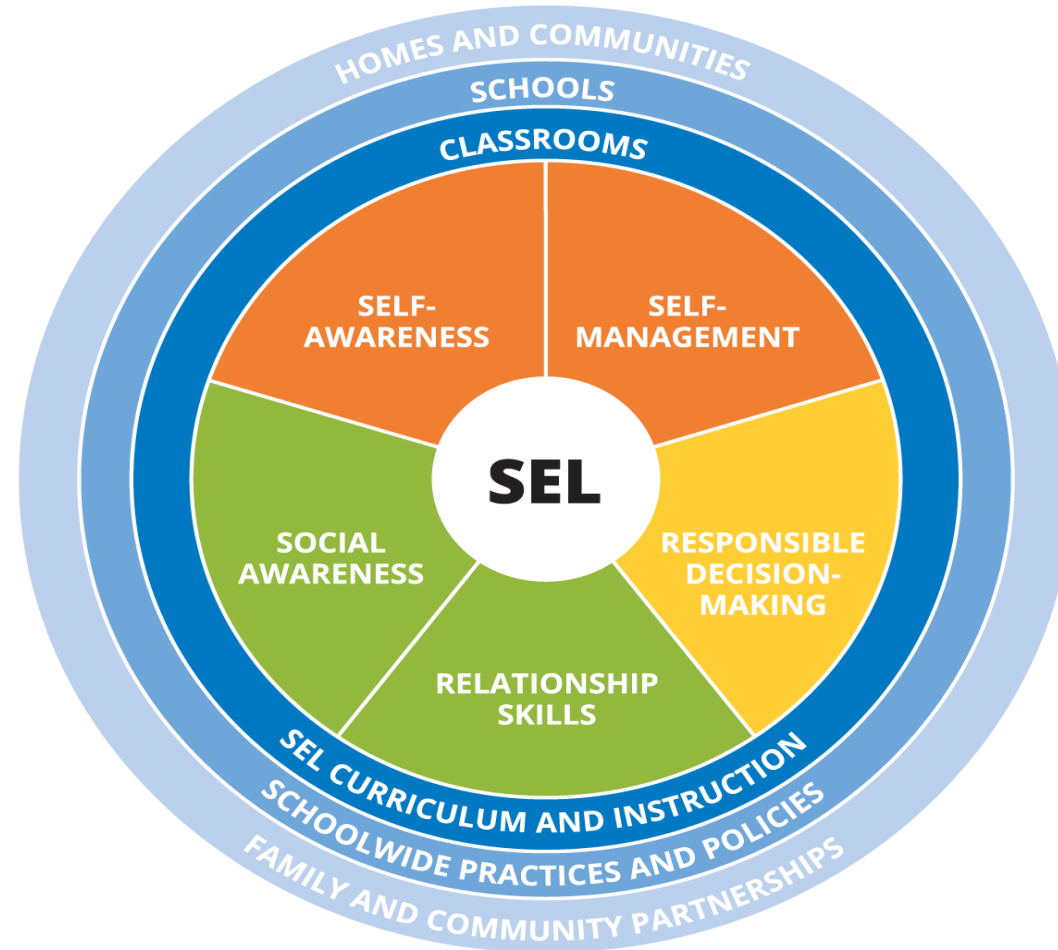 HOMES AND COMMUNITIES
SCHOOLS
CLASSROOMS
SELF-
AWARENESS
SELF-
MANAGEMENT
SEL
SOCIAL
AWARENESS
RESPONSIBLE
DECISION-
MAKING
RELATIONSHIP
SKILLS
SEL CURRICULUM AND INSTRUCTION
SCHOOLWIDE PRACTICES AND POLICIES
FAMILY AND COMMUNITY PARTNERSHIPS